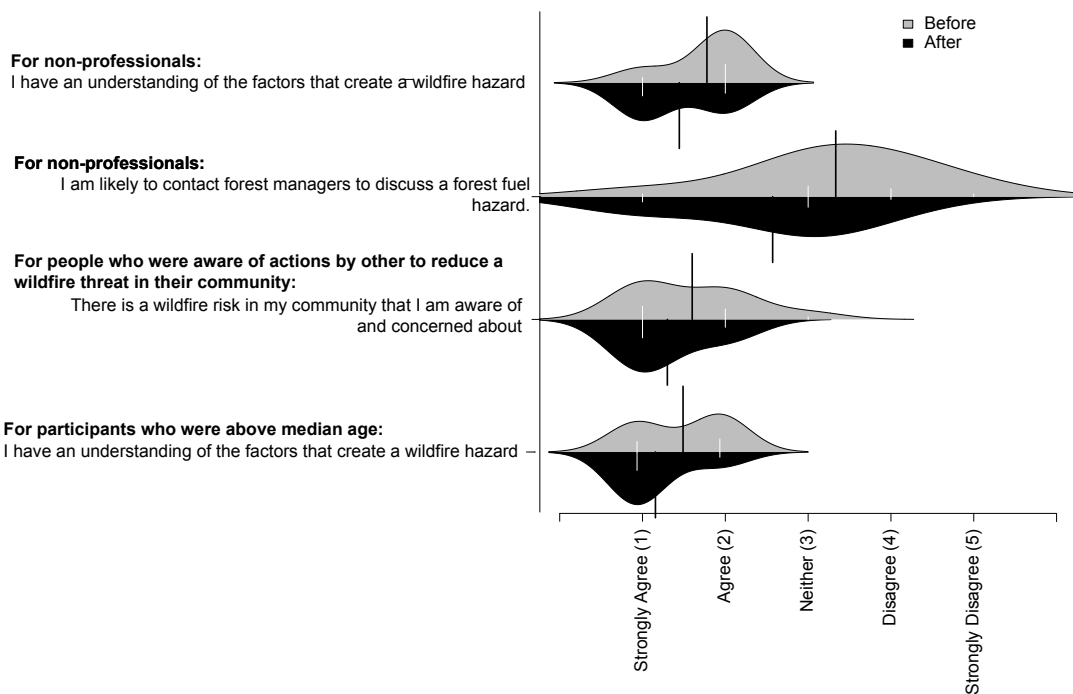 Before
After
For non-professionals:
I have an understanding of the factors that create a wildfire hazard
For non-professionals:
I am likely to contact forest managers to discuss a forest fuel
hazard.
For people who were aware of actions by other to reduce a
wildfire threat in their community:
There is a wildfire risk in my community that I am aware of
and concerned about
For participants who were above median age:
I have an understanding of the factors that create a wildfire hazard
Strongly Agree (1)
Agree (2)
Neither (3)
Disagree (4)
Strongly Disagree (5)